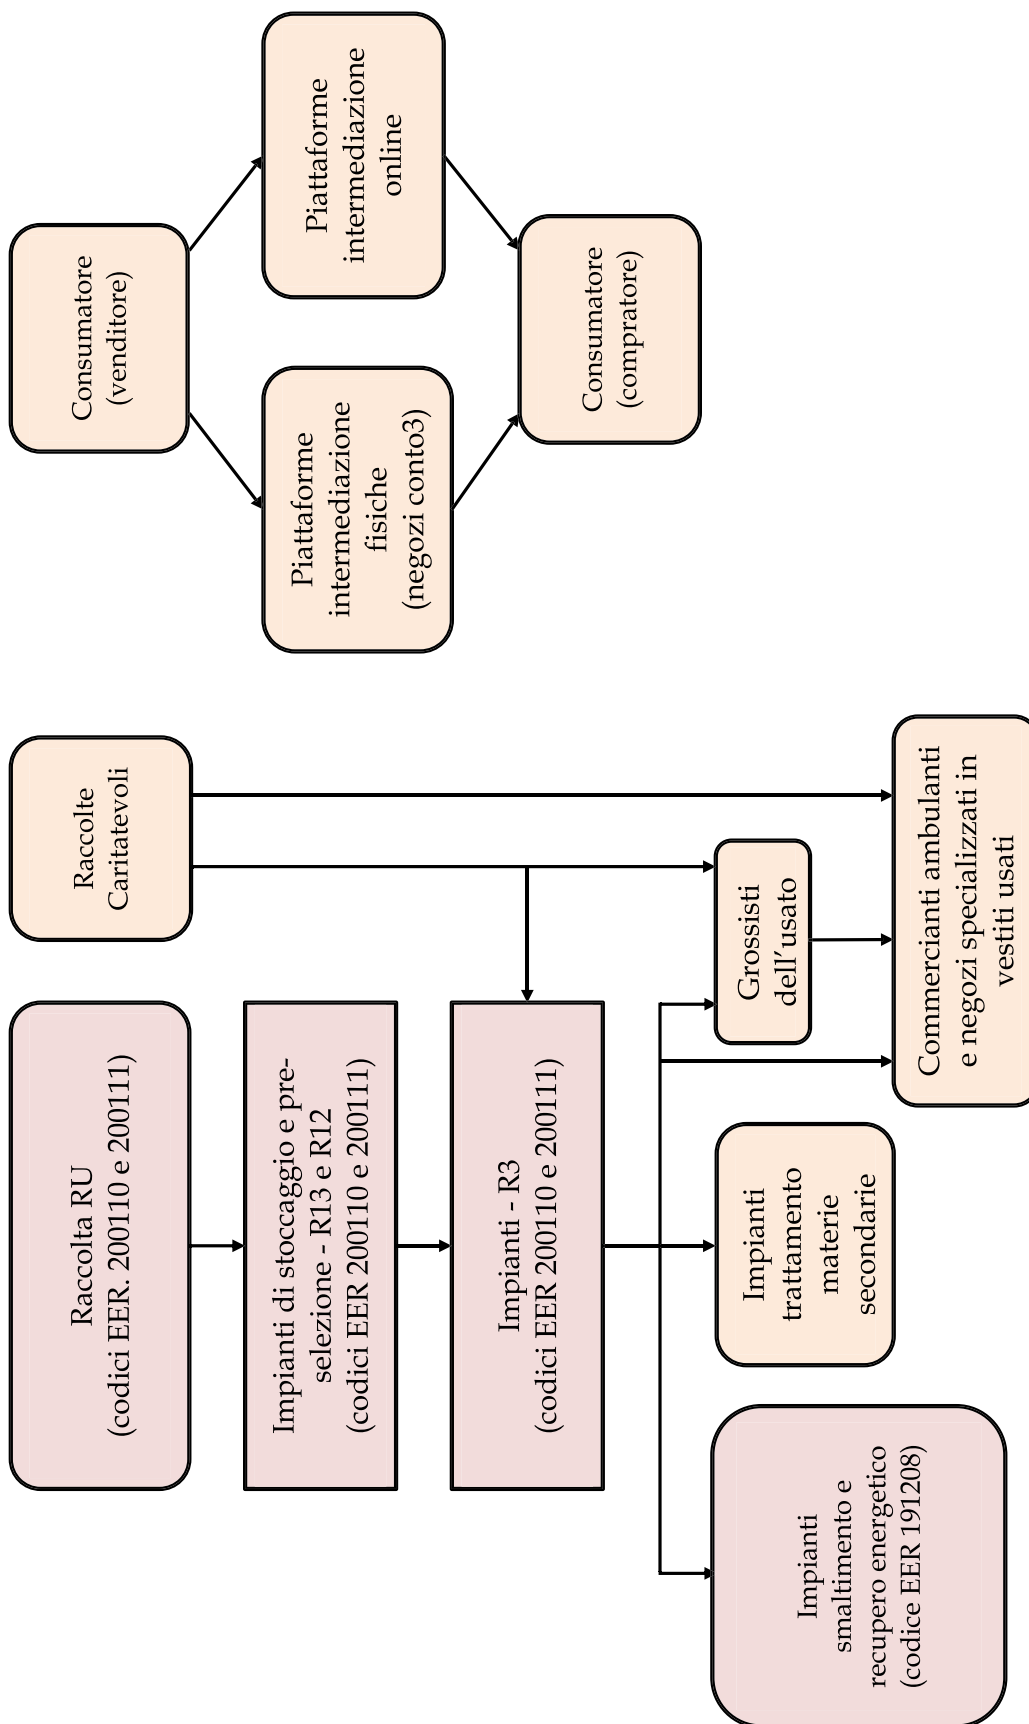 Raccolta RU
(codici EER. 200110 e 200111)
Raccolte
Caritatevoli
Consumatore
(venditore)
Impianti di stoccaggio e pre-
selezione - R13 e R12
(codici EER 200110 e 200111)
Piattaforme
intermediazione
fisiche
(negozi conto3)
Piattaforme
intermediazione
online
Impianti - R3
(codici EER 200110 e 200111)
Consumatore
(compratore)
Impianti
smaltimento e
recupero energetico
(codice EER 191208)
Impianti
trattamento
materie
secondarie
Grossisti
dell'usato
Commercianti ambulanti
e negozi specializzati in
vestiti usati